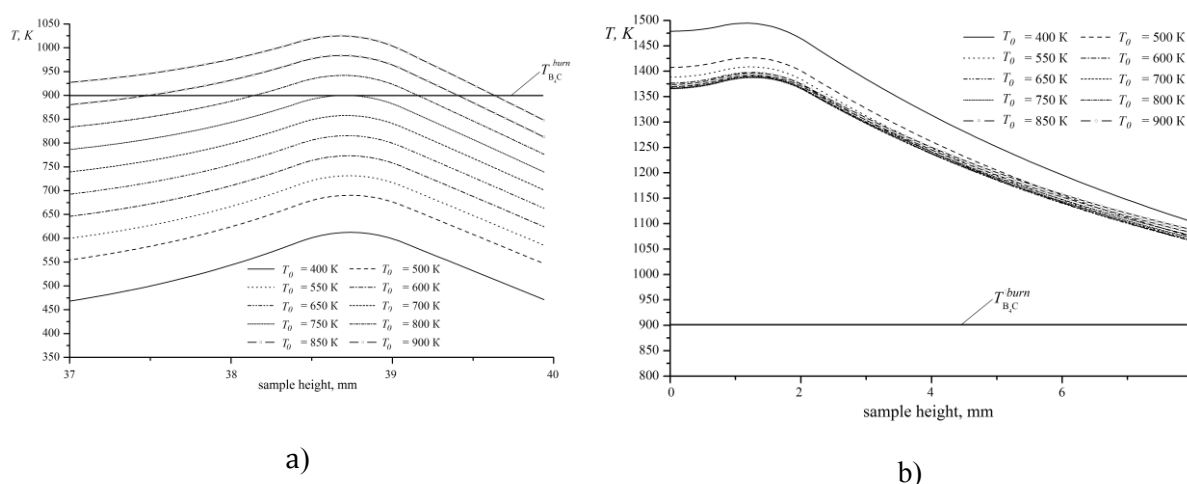 T, K
1050
1000
950
900
850
800
750
700
650
600
550
500
450
400
350
T B₄C burn
T₀ = 400 K T₀ = 500 K
T₀ = 550 K T₀ = 600 K
T₀ = 650 K T₀ = 700 K
T₀ = 750 K T₀ = 800 K
T₀ = 850 K T₀ = 900 K
37 38 39 40
sample height, mm
a)
T, K
1500
1450
1400
1350
1300
1250
1200
1150
1100
1050
1000
950
900
850
800
T₀ = 400 K T₀ = 500 K
T₀ = 550 K T₀ = 600 K
T₀ = 650 K T₀ = 700 K
T₀ = 750 K T₀ = 800 K
T₀ = 850 K T₀ = 900 K
T B₄C burn
0 2 4 6
sample height, mm
b)